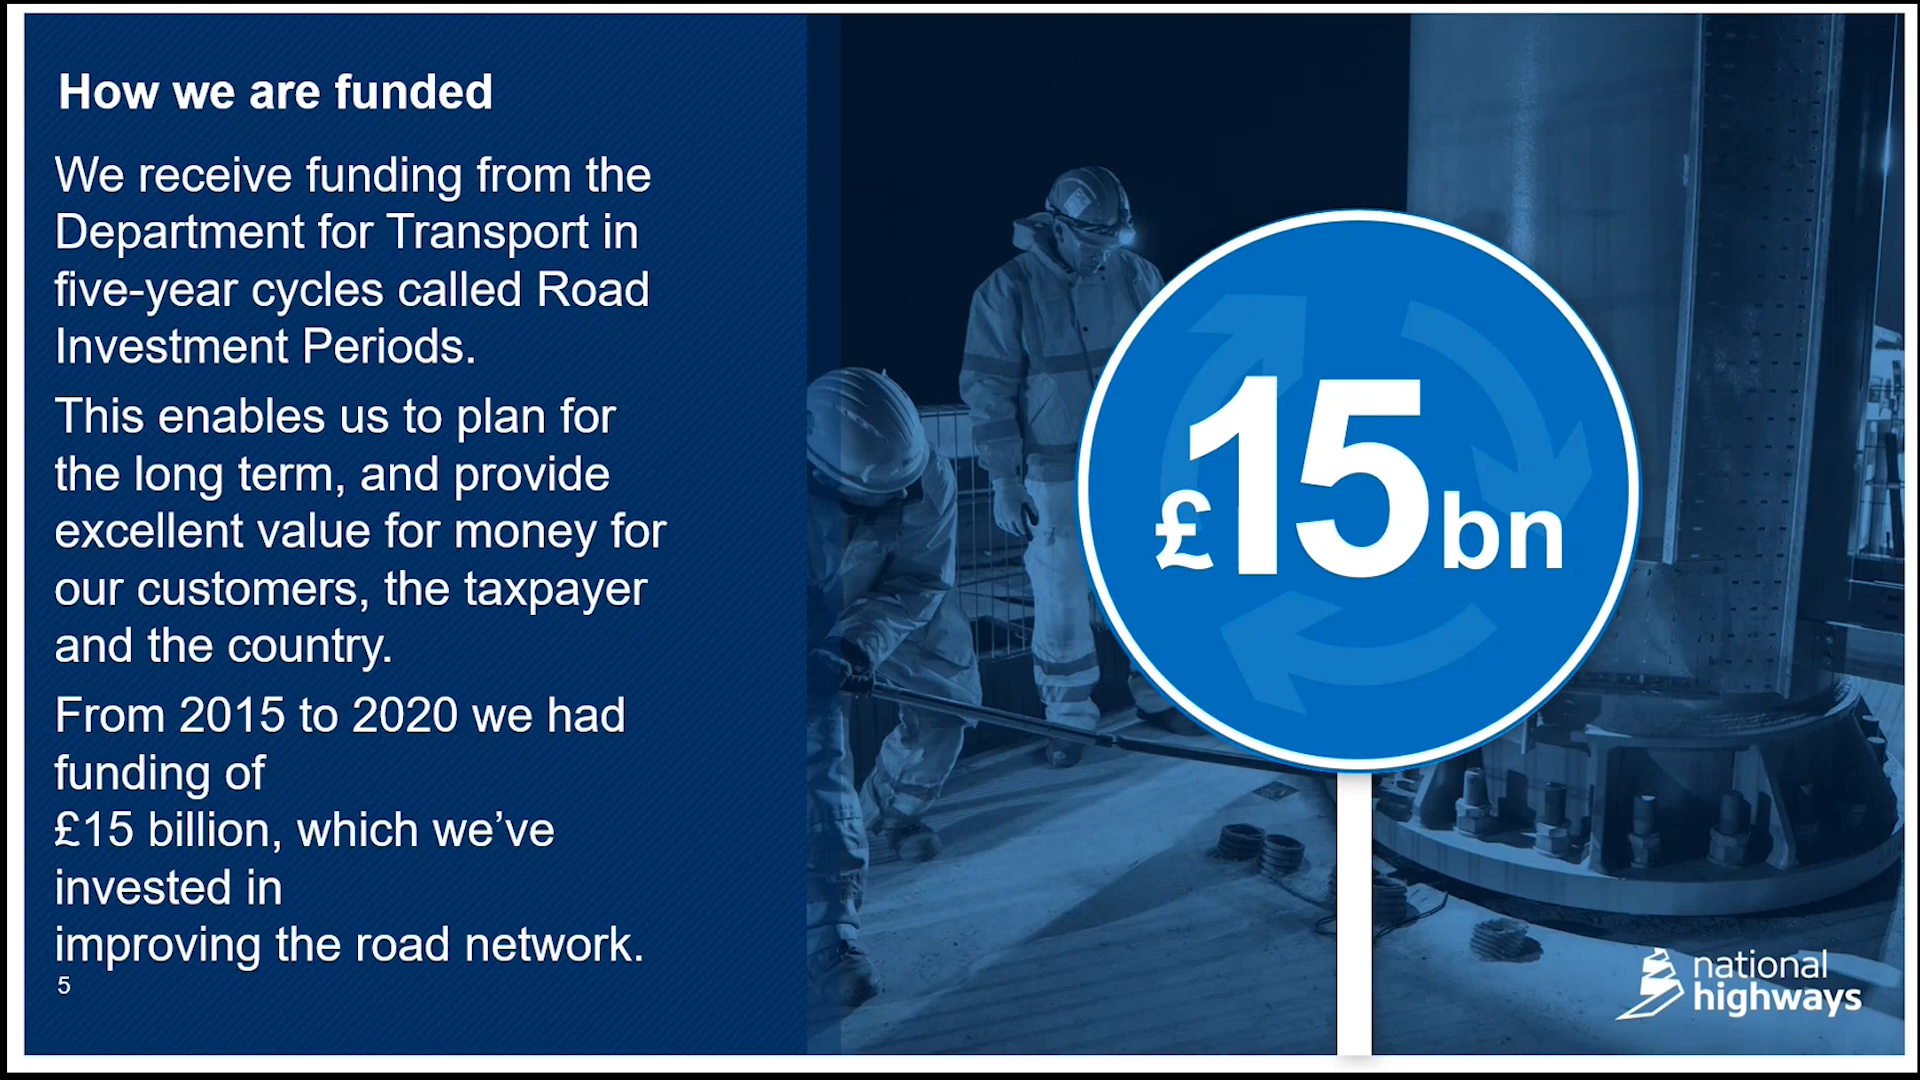 How we are funded
We receive funding from the
Department for Transport in
five-year cycles called Road
Investment Periods.
This enables us to plan for
the long term, and provide
excellent value for money for
our customers, the taxpayer
and the country.
From 2015 to 2020 we had
funding of
£15 billion, which we’ve
invested in
improving the road network.
5
£15bn
national
highways